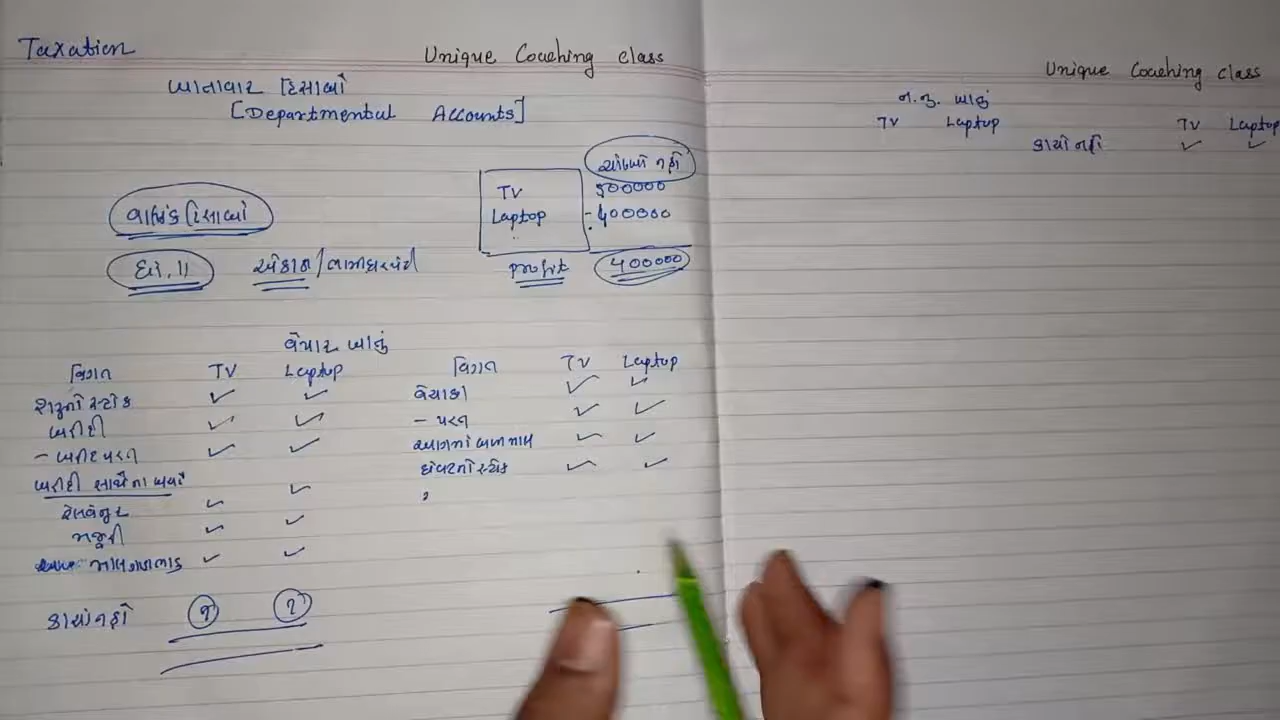 Taxation
Unique Coaching class
ખાતાવાર હિસાબો
[Departmental Accounts]
ચોખ્ખો નફો
TV 500000
Laptop - 400000
profit 400000
વાર્ષિક હિસાબો
ધો. 11
વેપાર ખાતું
વિગત TV Laptop વિગત TV Laptop
શરૂનો સ્ટોક ✓ ✓ વેચાણ ✓ ✓
ખરીદી ✓ ✓ - પરત ✓ ✓
- ખરીદ પરત ✓ ✓
ખરીદી સાથેના ખર્ચા
આખરનો સ્ટોક ✓ ✓
મજૂરી ✓ ✓
કાચો નફો
Unique Coaching class
ન.નુ. ખાતું
TV Laptop TV Laptop
કાચો નફો ✓ ✓